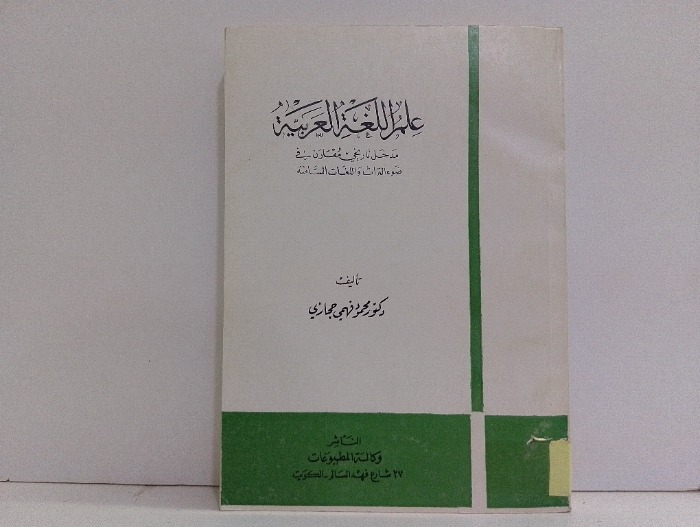 علم اللغة العربية
مدخل تاريخي مقارن في
ضوء التراث واللغات السامية
تأليف
دكتور محمود فهمي حجازي
الناشر
وكالة المطبوعات
٢٧ شارع فهد السالم - الكويت